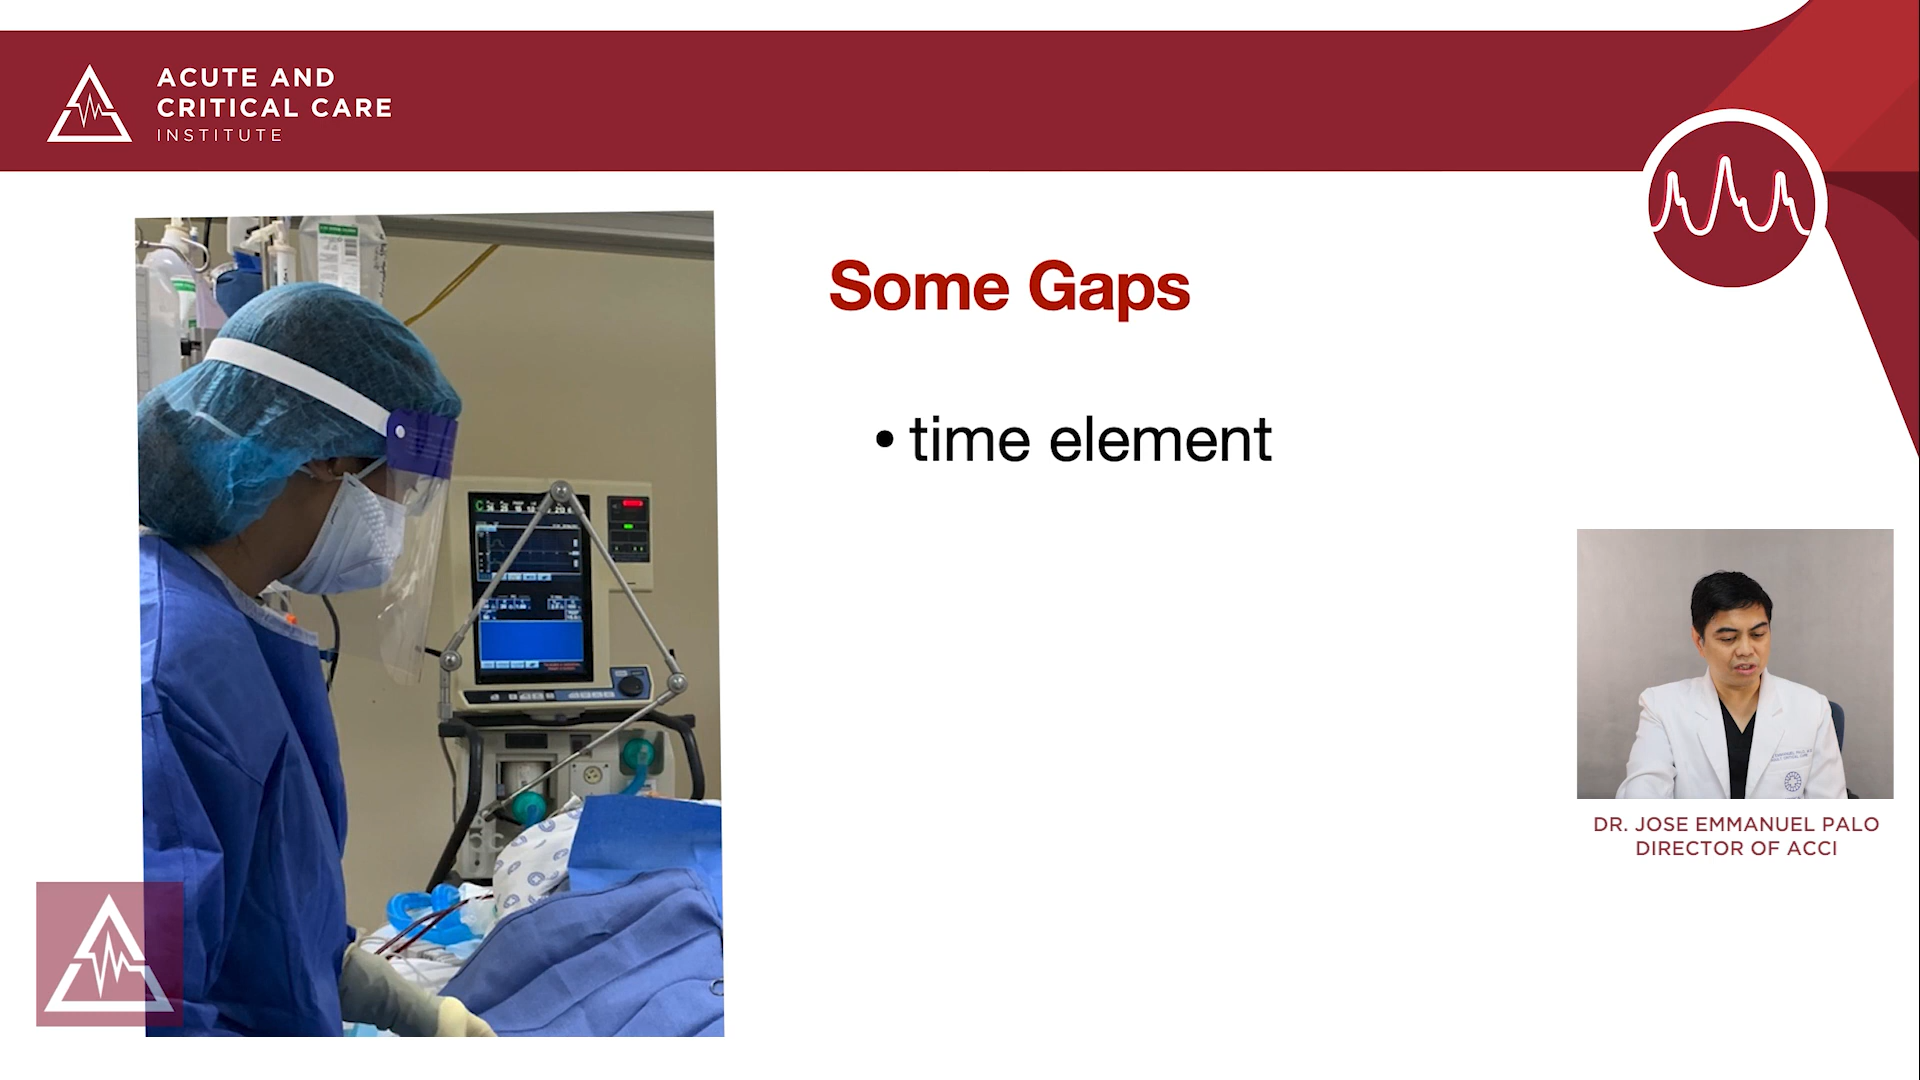 ACUTE AND
CRITICAL CARE
INSTITUTE
Some Gaps
• time element
DR. JOSE EMMANUEL PALO
DIRECTOR OF ACCI